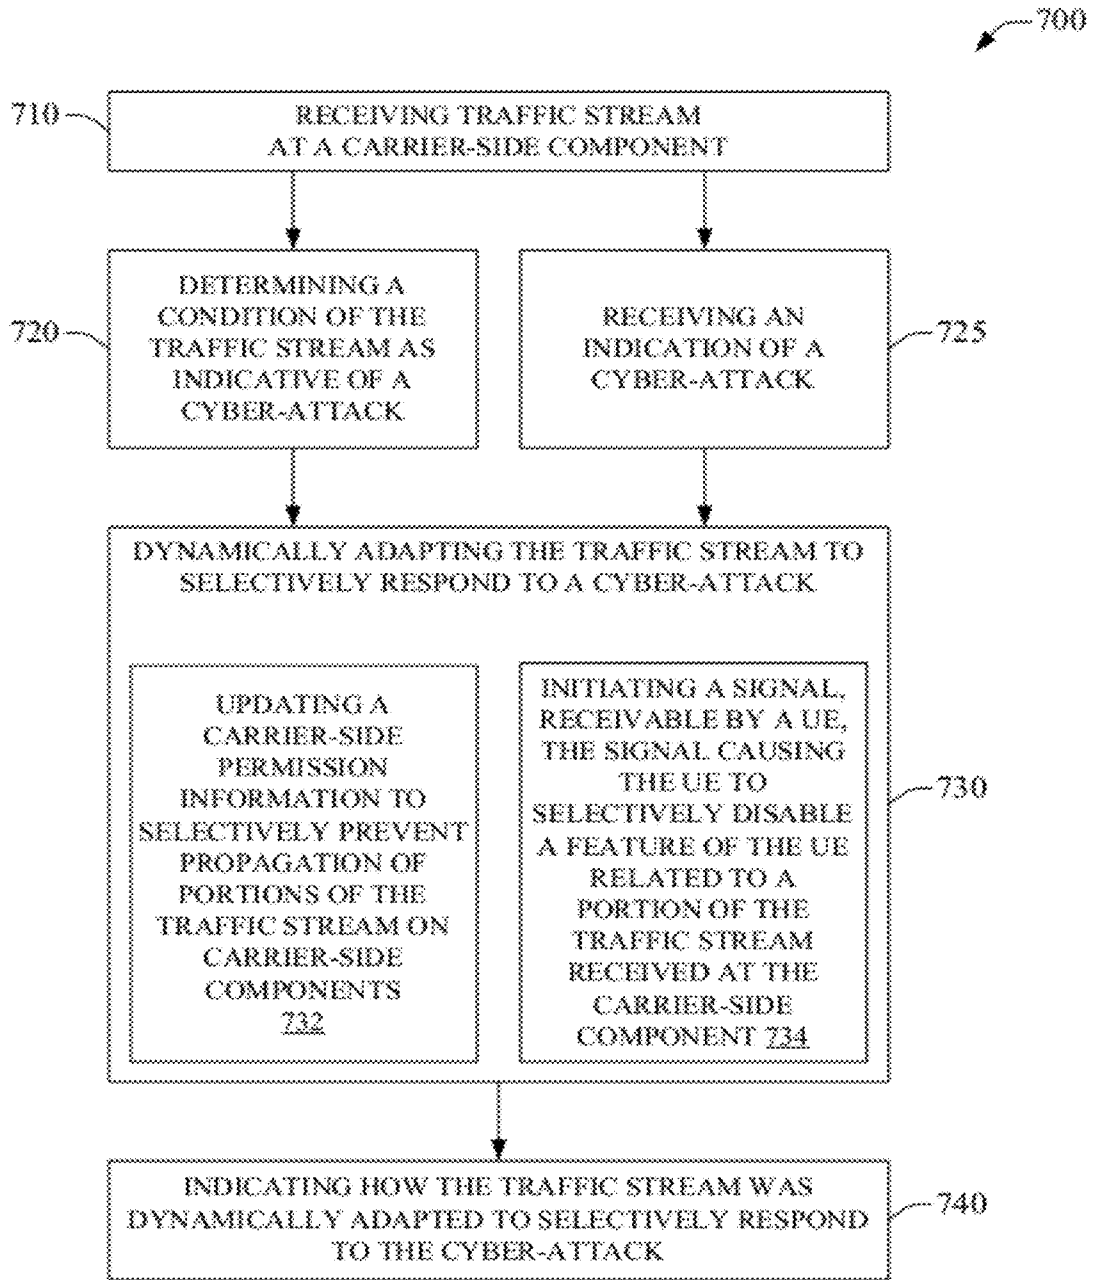 700
710
RECEIVING TRAFFIC STREAM
AT A CARRIER-SIDE COMPONENT
720
DETERMINING A
CONDITION OF THE
TRAFFIC STREAM AS
INDICATIVE OF A
CYBER-ATTACK
RECEIVING AN
INDICATION OF A
CYBER-ATTACK
725
DYNAMICALLY ADAPTING THE TRAFFIC STREAM TO
SELECTIVELY RESPOND TO A CYBER-ATTACK
UPDATING A
CARRIER-SIDE
PERMISSION
INFORMATION TO
SELECTIVELY PREVENT
PROPAGATION OF
PORTIONS OF THE
TRAFFIC STREAM ON
CARRIER-SIDE
COMPONENTS
732
INITIATING A SIGNAL,
RECEIVABLE BY A UE,
THE SIGNAL CAUSING
THE UE TO
SELECTIVELY DISABLE
A FEATURE OF THE UE
RELATED TO A
PORTION OF THE
TRAFFIC STREAM
RECEIVED AT THE
CARRIER-SIDE
COMPONENT 734
730
INDICATING HOW THE TRAFFIC STREAM WAS
DYNAMICALLY ADAPTED TO SELECTIVELY RESPOND
TO THE CYBER-ATTACK
740